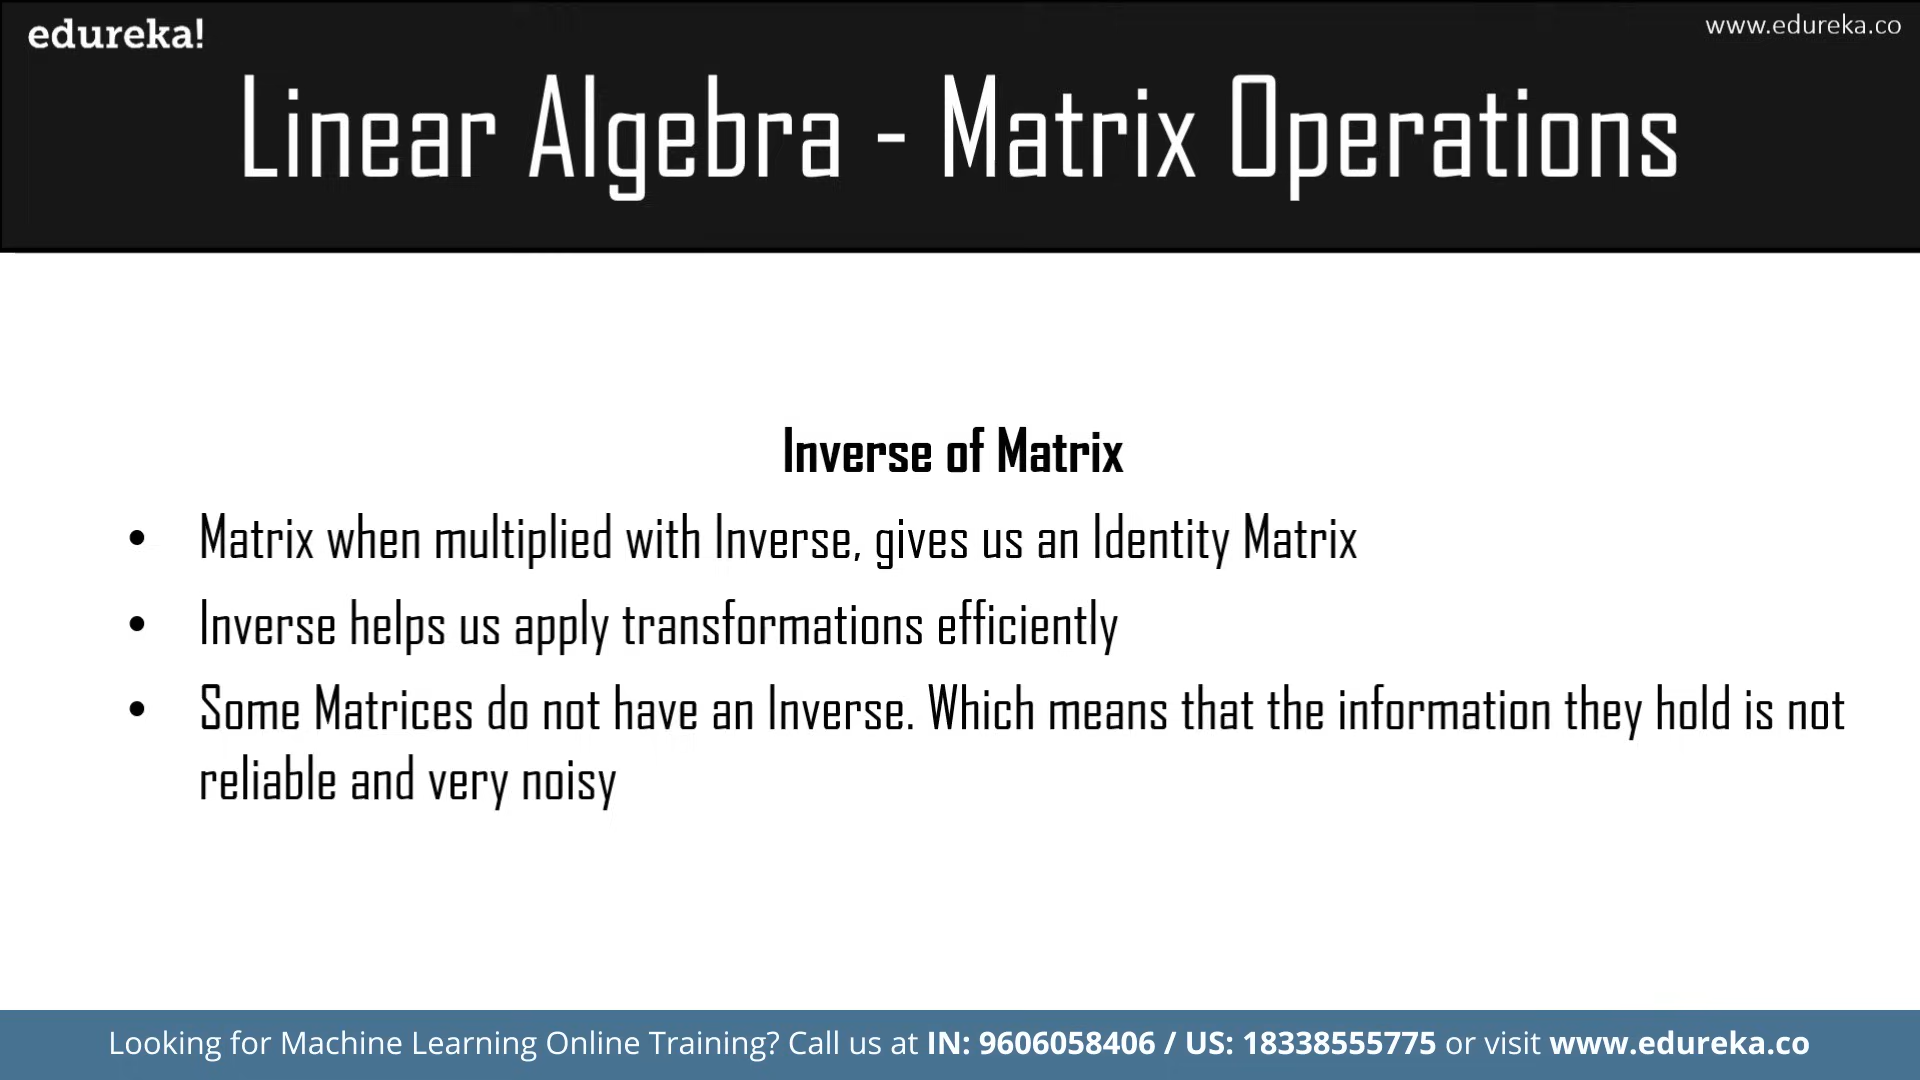 edureka!
www.edureka.co
Linear Algebra - Matrix Operations
Inverse of Matrix
• Matrix when multiplied with Inverse, gives us an Identity Matrix
• Inverse helps us apply transformations efficiently
• Some Matrices do not have an Inverse. Which means that the information they hold is not
reliable and very noisy
Looking for Machine Learning Online Training? Call us at IN: 9606058406 / US: 18338555775 or visit www.edureka.co